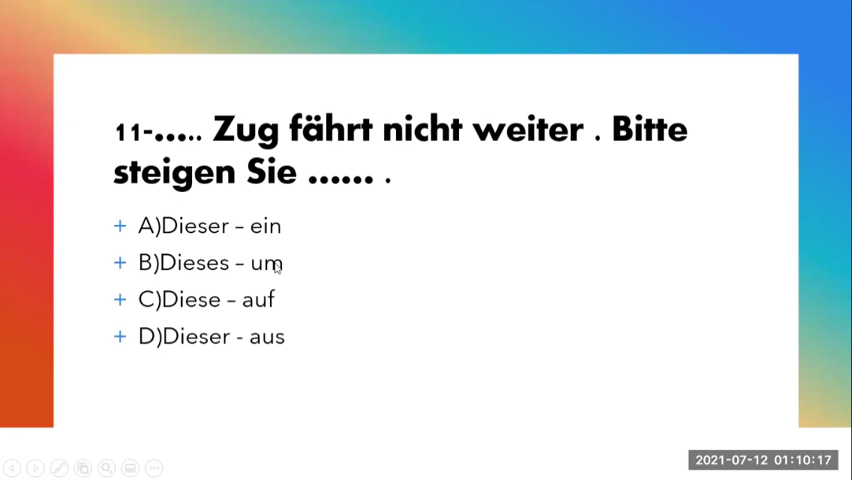 11-..... Zug fährt nicht weiter . Bitte
steigen Sie ...... .
+ A)Dieser – ein
+ B)Dieses – um
+ C)Diese – auf
+ D)Dieser - aus
2021-07-12 01:10:17